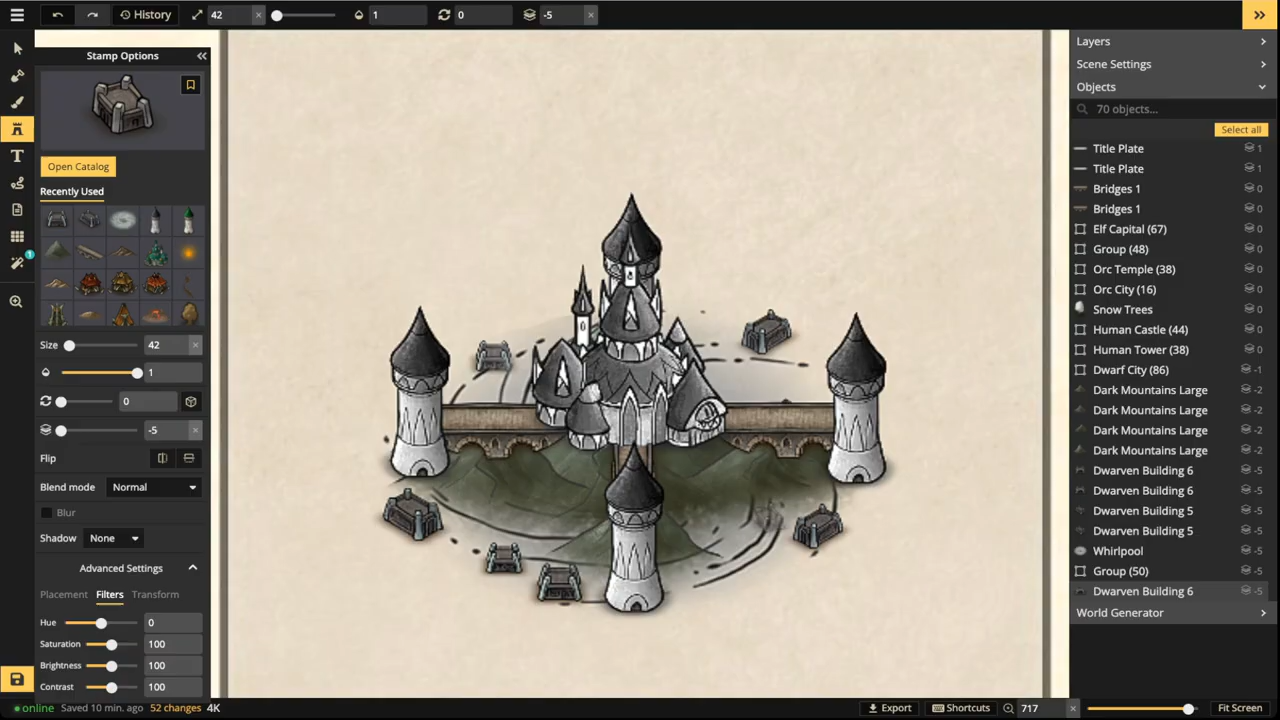 History 42 × 1 0 -5 ×
Stamp Options
Open Catalog
Recently Used
1
Size 42 ×
1
0
-5 ×
Flip
Blend mode Normal
Blur
Shadow None
Advanced Settings
Placement Filters Transform
Hue 0
Saturation 100
Brightness 100
Contrast 100
Layers
Scene Settings
Objects
70 objects...
Select all
Title Plate 1
Title Plate 1
Bridges 1 0
Bridges 1 0
Elf Capital (67) 0
Group (48) 0
Orc Temple (38) 0
Orc City (16) 0
Snow Trees 0
Human Castle (44) 0
Human Tower (38) 0
Dwarf City (86) -1
Dark Mountains Large -2
Dark Mountains Large -2
Dark Mountains Large -2
Dark Mountains Large -2
Dwarven Building 6 -5
Dwarven Building 6 -5
Dwarven Building 5 -5
Dwarven Building 5 -5
Whirlpool -5
Group (50) -5
Dwarven Building 6 -5
World Generator
online Saved 10 min. ago 52 changes 4K Export Shortcuts 717 × Fit Screen